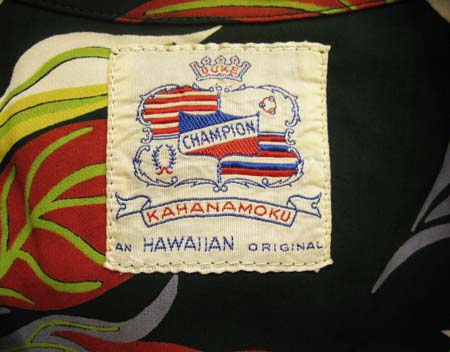 DUKE
CHAMPION
KAHANAMOKU
AN HAWAIIAN ORIGINAL